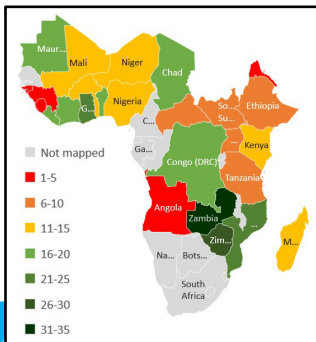 Maur...
Mali
Niger
Chad
Nigeria
G...
C...
Ga...
So...
Su...
Ethiopia
...
Kenya
Congo (DRC)
Tanzania
Angola
Zambia
Zim...
...
M...
Na...
Bots...
South
Africa
Not mapped
1-5
6-10
11-15
16-20
21-25
26-30
31-35